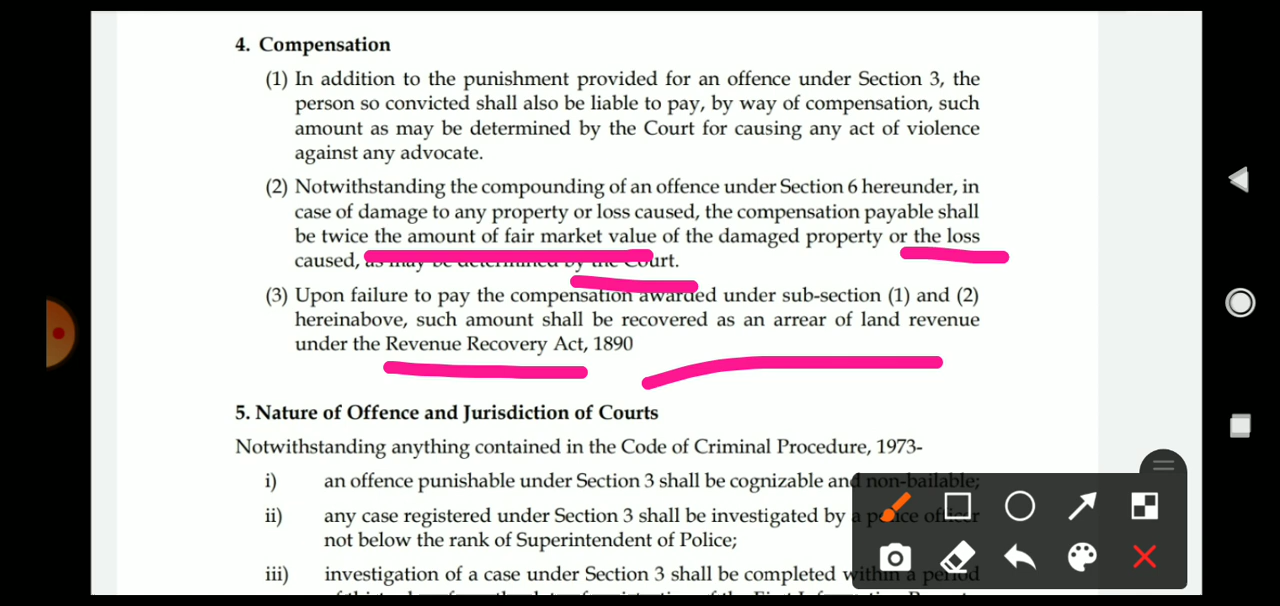 4. Compensation
(1) In addition to the punishment provided for an offence under Section 3, the
person so convicted shall also be liable to pay, by way of compensation, such
amount as may be determined by the Court for causing any act of violence
against any advocate.
(2) Notwithstanding the compounding of an offence under Section 6 hereunder, in
case of damage to any property or loss caused, the compensation payable shall
be twice the amount of fair market value of the damaged property or the loss
caused, as may be determined by the Court.
(3) Upon failure to pay the compensation awarded under sub-section (1) and (2)
hereinabove, such amount shall be recovered as an arrear of land revenue
under the Revenue Recovery Act, 1890
5. Nature of Offence and Jurisdiction of Courts
Notwithstanding anything contained in the Code of Criminal Procedure, 1973-
i) an offence punishable under Section 3 shall be cognizable and non-bailable;
ii) any case registered under Section 3 shall be investigated by a police officer
not below the rank of Superintendent of Police;
iii) investigation of a case under Section 3 shall be completed within a period